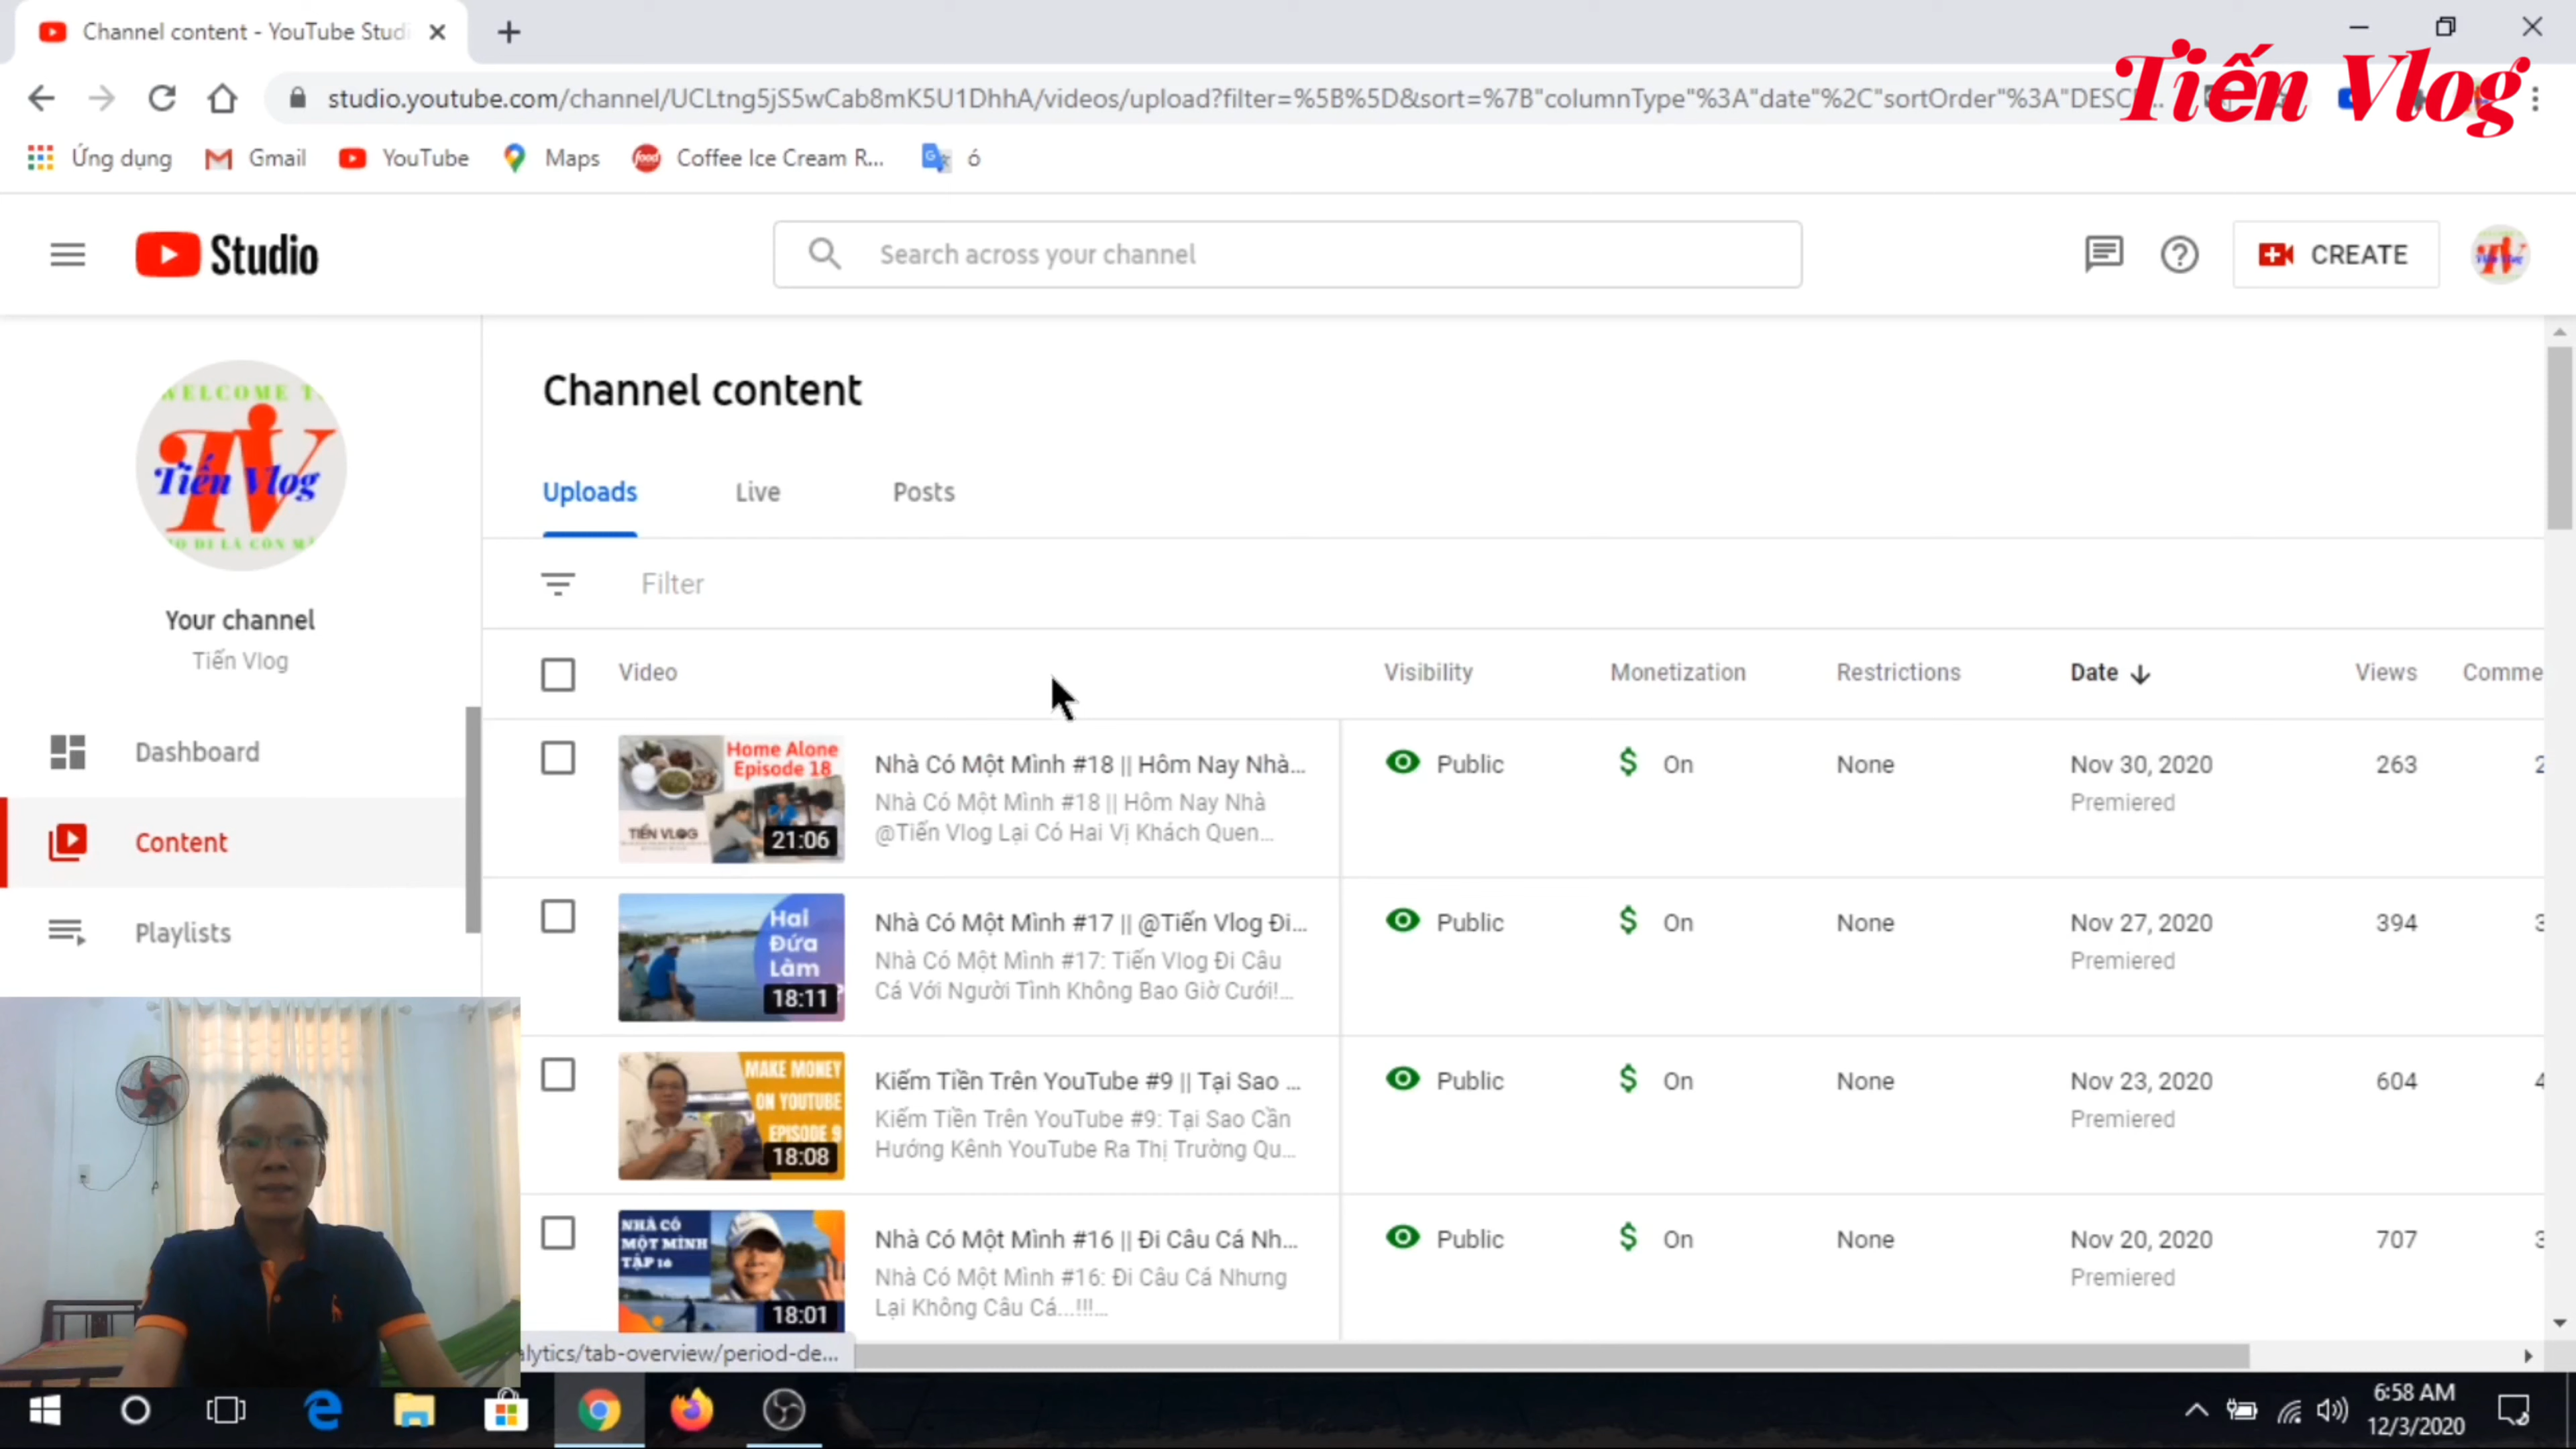 Channel content - YouTube Studi
Tiến Vlog
studio.youtube.com/channel/UCLtng5jS5wCab8mK5U1DhhA/videos/upload?filter=%5B%5D&sort=%7B"columnType"%3A"date"%2C"sortOrder"%3A"DESC
Ứng dụng
Gmail
YouTube
Maps
food
Coffee Ice Cream R...
ó
Studio
Search across your channel
CREATE
WELCOME T
TV
Tiến Vlog
Your channel
Tiến Vlog
Dashboard
Content
Playlists
Channel content
Uploads Live Posts
Filter
Video Visibility Monetization Restrictions Date Views Comme
Home Alone
Episode 18
TIẾN VLOG
21:06
Nhà Có Một Mình #18 || Hôm Nay Nhà...
Nhà Có Một Mình #18 || Hôm Nay Nhà
@Tiến Vlog Lại Có Hai Vị Khách Quen...
Public $ On None Nov 30, 2020 263 2
Premiered
Hai
Đứa
Làm
18:11
Nhà Có Một Mình #17 || @Tiến Vlog Đi...
Nhà Có Một Mình #17: Tiến Vlog Đi Câu
Cá Với Người Tình Không Bao Giờ Cưới!...
Public $ On None Nov 27, 2020 394 3
Premiered
MAKE MONEY
ON YOUTUBE
EPISODE 9
18:08
Kiếm Tiền Trên YouTube #9 || Tại Sao ...
Kiếm Tiền Trên YouTube #9: Tại Sao Cần
Hướng Kênh YouTube Ra Thị Trường Qu...
Public $ On None Nov 23, 2020 604 4
Premiered
NHÀ CÓ
MỘT MÌNH
TẬP 16
18:01
Nhà Có Một Mình #16 || Đi Câu Cá Nh...
Nhà Có Một Mình #16: Đi Câu Cá Nhưng
Lại Không Câu Cá...!!!...
Public $ On None Nov 20, 2020 707 3
Premiered
alytics/tab-overview/period-de...
6:58 AM
12/3/2020